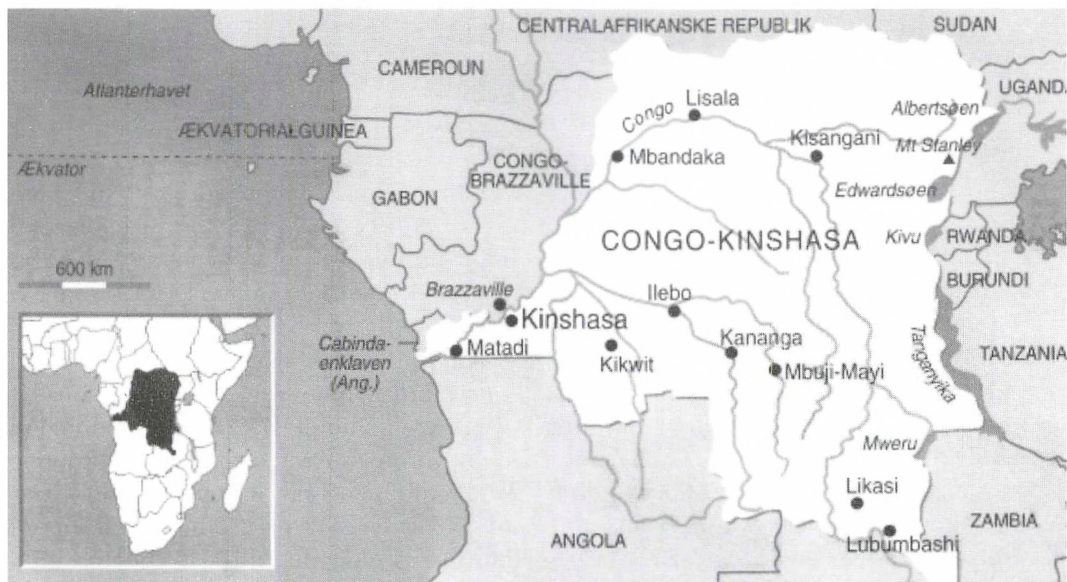 CENTRALAFRIKANSKE REPUBLIK
SUDAN
CAMEROUN
UGANDA
Atlanterhavet
Lisala
Albertsøen
Congo
ÆKVATORIALGUINEA
Kisangani
Mt Stanley
Mbandaka
CONGO-
BRAZZAVILLE
Ækvator
Edwardsøen
GABON
CONGO-KINSHASA
Kivu
RWANDA
600 km
BURUNDI
Brazzaville
Ilebo
Kinshasa
Cabinda-
enklaven
(Ang.)
Matadi
Kikwit
Kananga
Mbuji-Mayi
Tanganyika
TANZANIA
Mweru
Likasi
ANGOLA
ZAMBIA
Lubumbashi